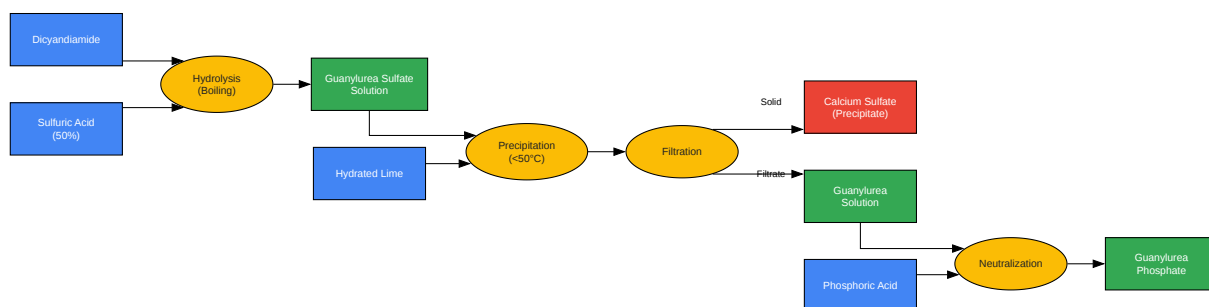 Dicyandiamide
Sulfuric Acid
(50%)
Hydrolysis
(Boiling)
Guanylurea Sulfate
Solution
Hydrated Lime
Precipitation
(<50°C)
Filtration
Solid
Calcium Sulfate
(Precipitate)
Filtrate
Guanylurea
Solution
Phosphoric Acid
Neutralization
Guanylurea
Phosphate